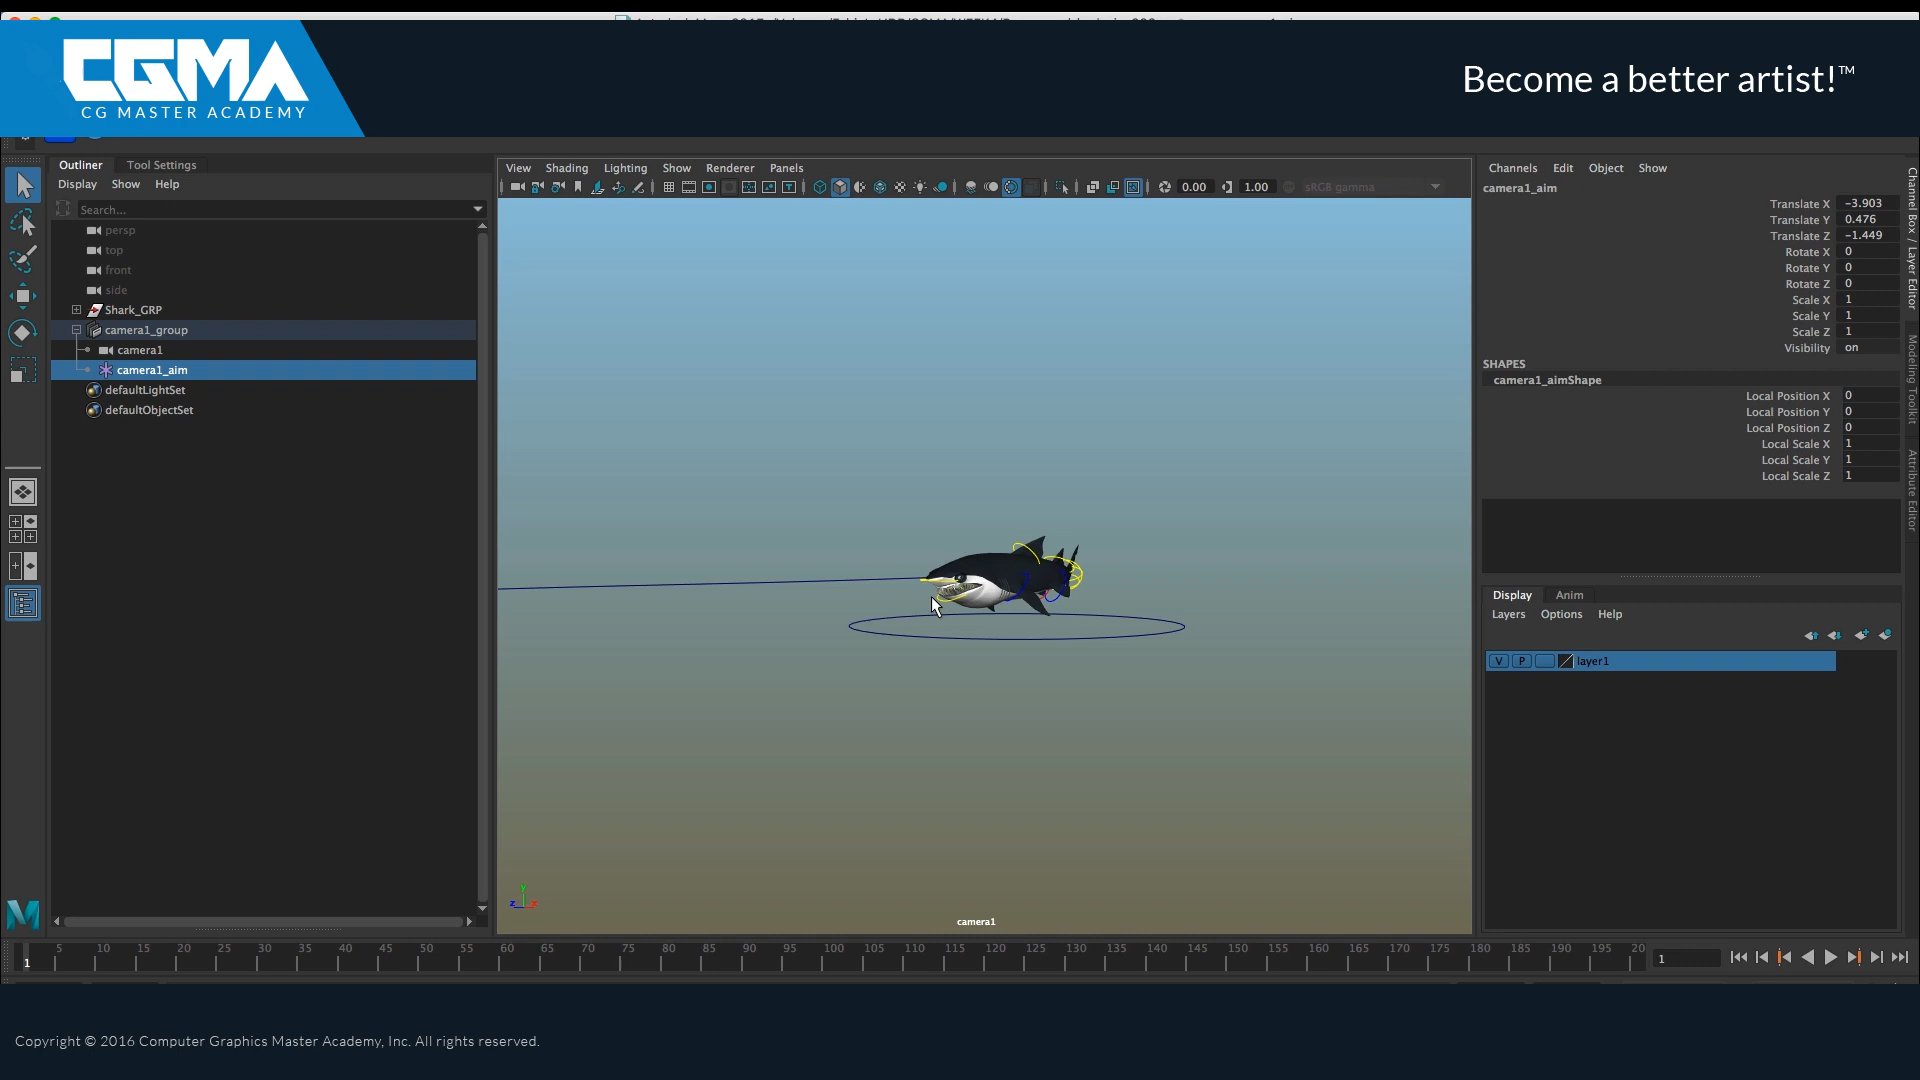 CGMA
CG MASTER ACADEMY
Become a better artist!™
Outliner
Tool Settings
Display
Show
Help
Search...
persp
top
front
side
Shark_GRP
camera1_group
camera1
camera1_aim
defaultLightSet
defaultObjectSet
View
Shading
Lighting
Show
Renderer
Panels
0.00
1.00
sRGB gamma
y
z
x
camera1
Channels
Edit
Object
Show
camera1_aim
Translate X -3.903
Translate Y 0.476
Translate Z -1.449
Rotate X 0
Rotate Y 0
Rotate Z 0
Scale X 1
Scale Y 1
Scale Z 1
Visibility on
SHAPES
camera1_aimShape
Local Position X 0
Local Position Y 0
Local Position Z 0
Local Scale X 1
Local Scale Y 1
Local Scale Z 1
Channel Box / Layer Editor
Modeling Toolkit
Attribute Editor
Display
Anim
Layers
Options
Help
V P layer1
5 10 15 20 25 30 35 40 45 50 55 60 65 70 75 80 85 90 95 100 105 110 115 120 125 130 135 140 145 150 155 160 165 170 175 180 185 190 195 20
1
1
Copyright © 2016 Computer Graphics Master Academy, Inc. All rights reserved.